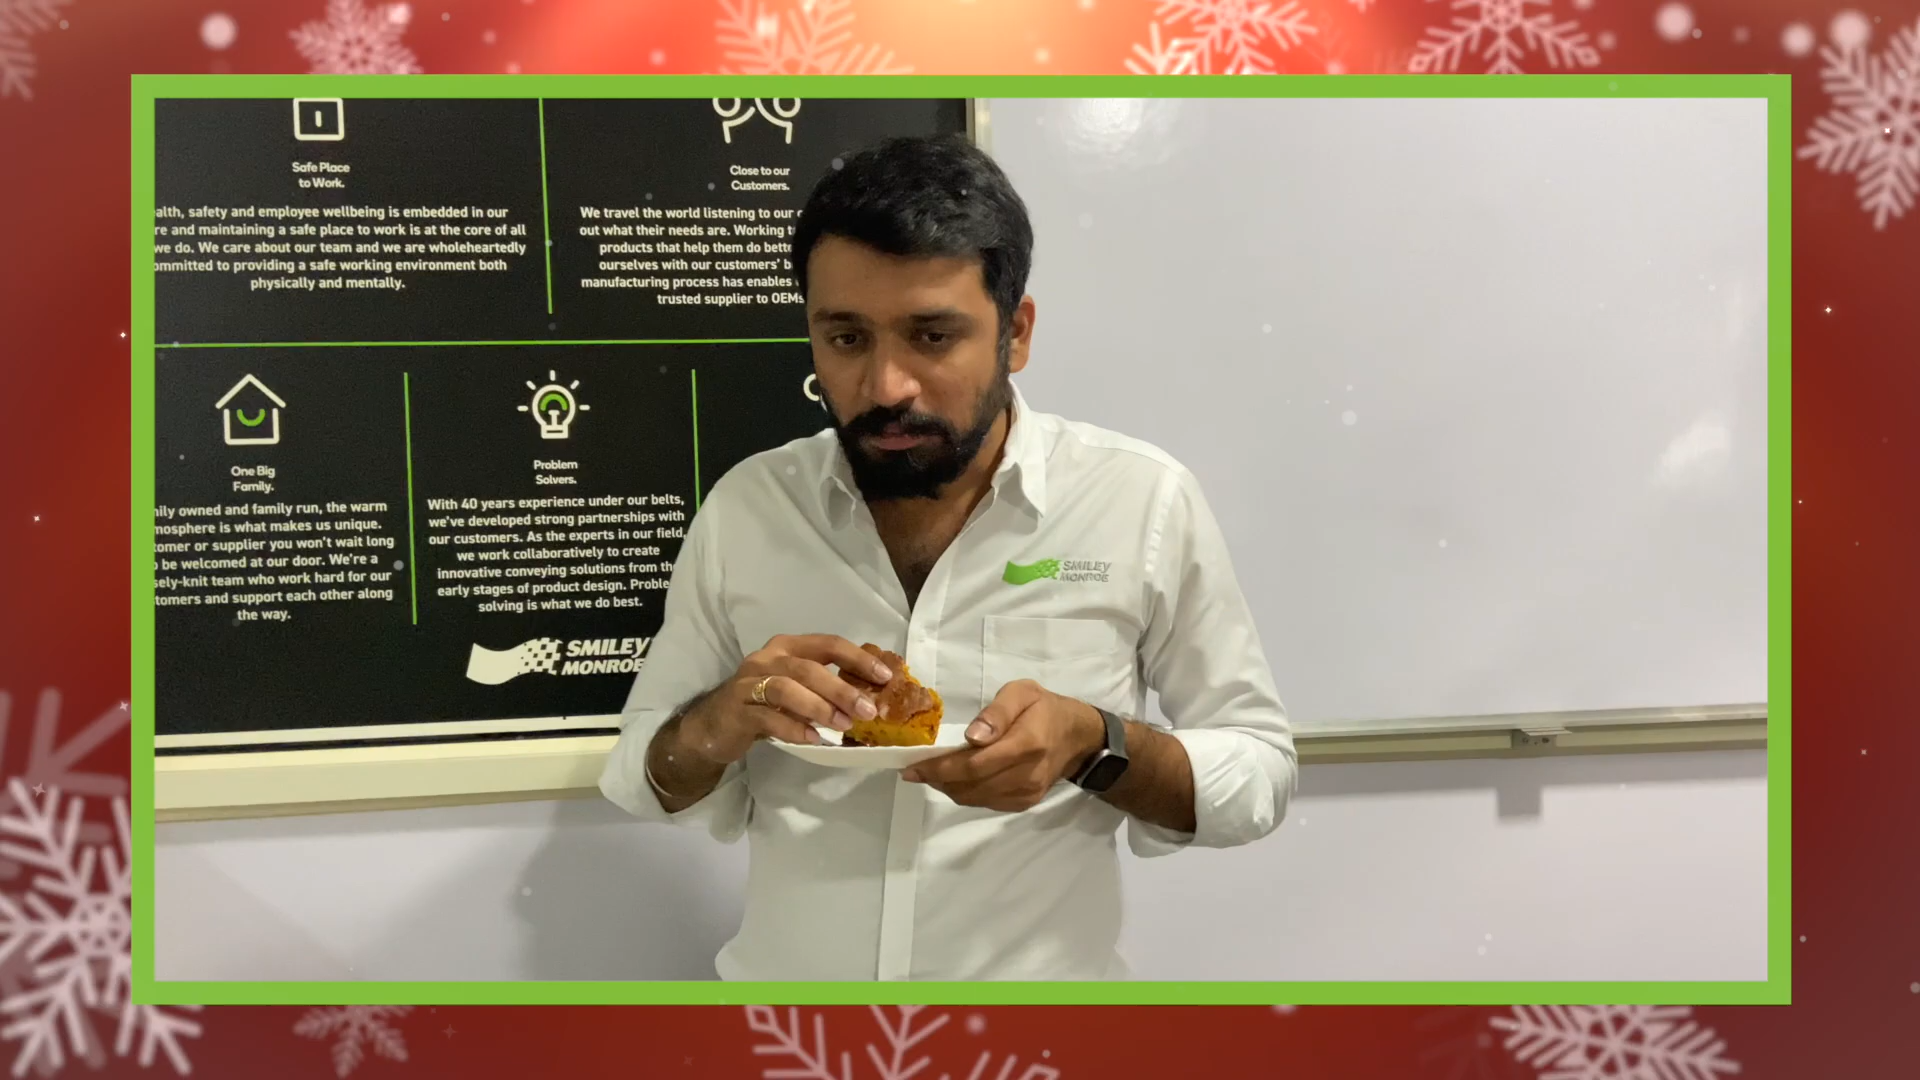 Safe Place
to Work.
alth, safety and employee wellbeing is embedded in our
re and maintaining a safe place to work is at the core of all
we do. We care about our team and we are wholeheartedly
ommitted to providing a safe working environment both
physically and mentally.
Close to our
Customers.
We travel the world listening to our
out what their needs are. Working
products that help them do bette
ourselves with our customers' b
manufacturing process has enables
trusted supplier to OEMs
One Big
Family.
ily owned and family run, the warm
mosphere is what makes us unique.
tomer or supplier you won't wait long
be welcomed at our door. We're a
sely-knit team who work hard for our
tomers and support each other along
the way.
Problem
Solvers.
With 40 years experience under our belts,
we've developed strong partnerships with
our customers. As the experts in our field,
we work collaboratively to create
innovative conveying solutions from the
early stages of product design. Proble
solving is what we do best.
SMILEY
MONROE
SMILEY
MONROE